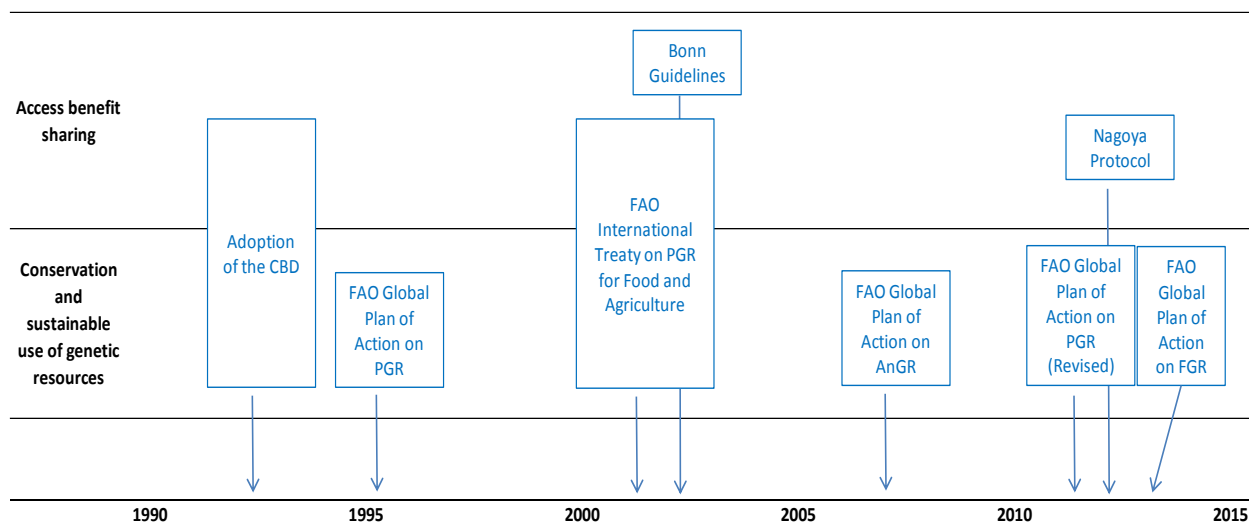 Access benefit
sharing
Bonn
Guidelines
Nagoya
Protocol
Conservation
and
sustainable
use of genetic
resources
Adoption
of the CBD
FAO Global
Plan of
Action on
PGR
FAO
International
Treaty on PGR
for Food and
Agriculture
FAO Global
Plan of
Action on
AnGR
FAO Global
Plan of
Action on
PGR
(Revised)
FAO
Global
Plan of
Action
on FGR
1990 1995 2000 2005 2010 2015